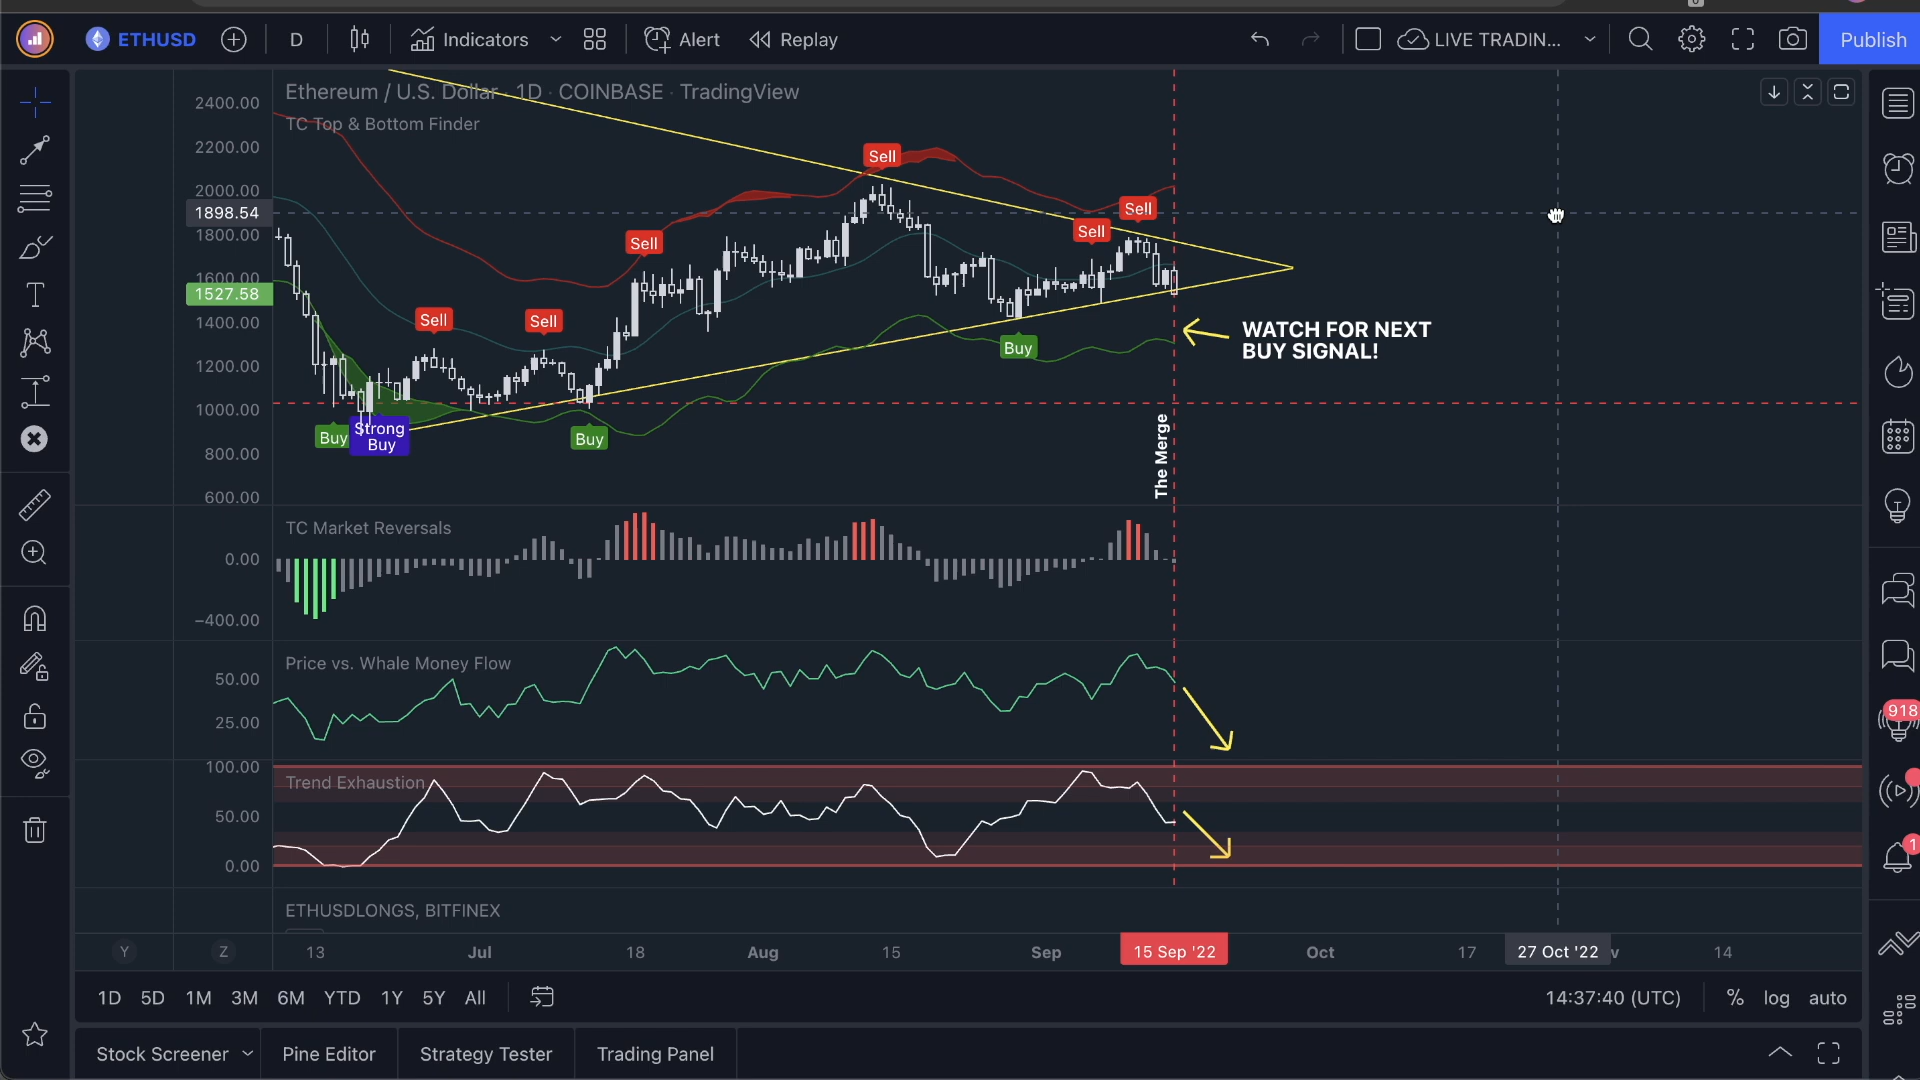 ETHUSD
D
Indicators
Alert
Replay
LIVE TRADIN...
Publish
Ethereum / U.S. Dollar · 1D · COINBASE · TradingView
TC Top & Bottom Finder
2400.00
2200.00
2000.00
1898.54
1800.00
1600.00
1527.58
1400.00
1200.00
1000.00
800.00
600.00
Sell
Sell
Sell
Sell
Sell
Sell
Buy
Strong
Buy
Buy
Buy
WATCH FOR NEXT
BUY SIGNAL!
The Merge
TC Market Reversals
0.00
−400.00
Price vs. Whale Money Flow
50.00
25.00
Trend Exhaustion
100.00
50.00
0.00
ETHUSDLONGS, BITFINEX
918
1
Y
Z
13
Jul
18
Aug
15
Sep
15 Sep '22
Oct
17
27 Oct '22
14
1D 5D 1M 3M 6M YTD 1Y 5Y All
14:37:40 (UTC)
% log auto
Stock Screener
Pine Editor
Strategy Tester
Trading Panel